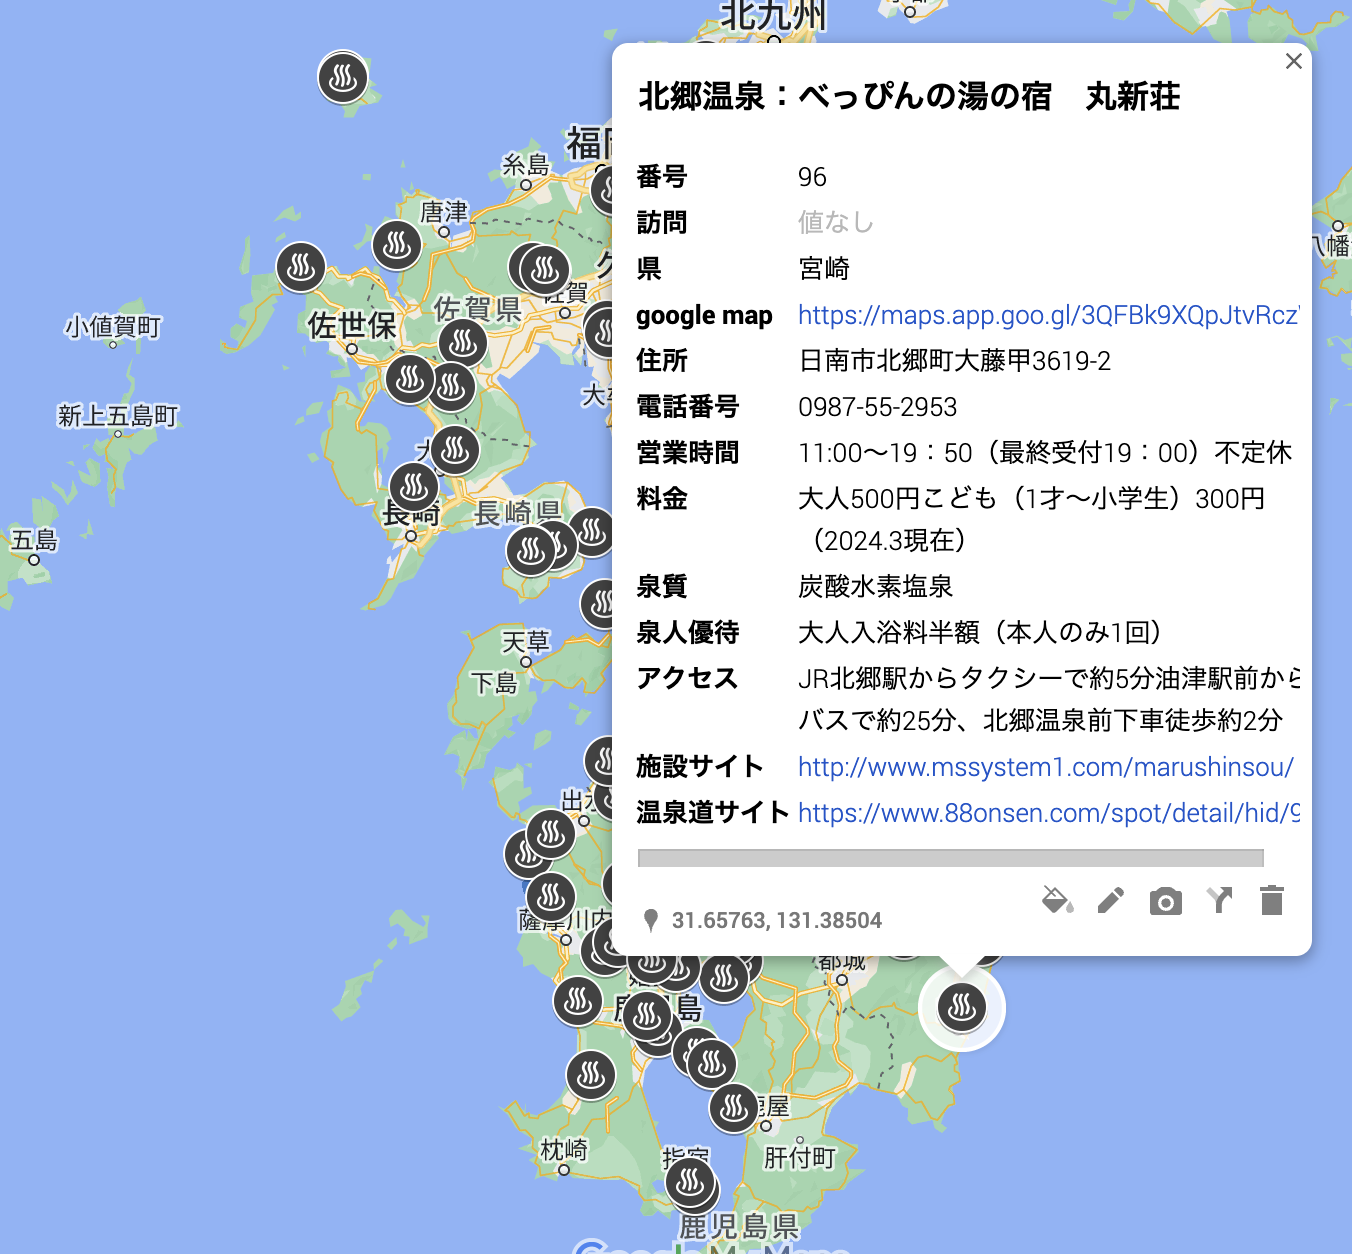 北九州
北郷温泉：べっぴんの湯の宿　丸新荘
番号 96
訪問 値なし
県 宮崎
google map https://maps.app.goo.gl/3QFBk9XQpJtvRcz
住所 日南市北郷町大藤甲3619-2
電話番号 0987-55-2953
営業時間 11:00〜19：50（最終受付19：00）不定休
料金 大人500円こども（1才〜小学生）300円
（2024.3現在）
泉質 炭酸水素塩泉
泉人優待 大人入浴料半額（本人のみ1回）
アクセス JR北郷駅からタクシーで約5分油津駅前から
バスで約25分、北郷温泉前下車徒歩約2分
施設サイト http://www.mssystem1.com/marushinsou/
温泉道サイト https://www.88onsen.com/spot/detail/hid/9
31.65763, 131.38504
福岡
糸島
唐津
佐賀県
佐賀
佐世保
小値賀町
新上五島町
長崎
長崎県
五島
天草
下島
出水
薩摩川内
都城
鹿児島
鹿屋
枕崎
指宿
肝付町
鹿児島県
八幡
Google My Maps